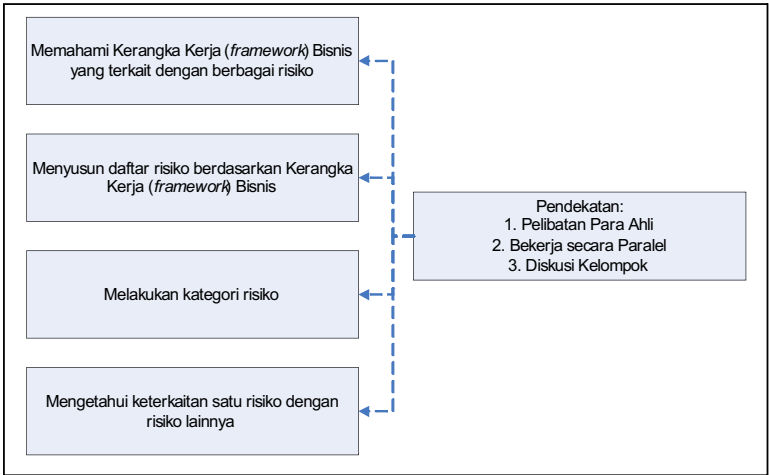 Memahami Kerangka Kerja (framework) Bisnis
yang terkait dengan berbagai risiko
Menyusun daftar risiko berdasarkan Kerangka
Kerja (framework) Bisnis
Melakukan kategori risiko
Mengetahui keterkaitan satu risiko dengan
risiko lainnya
Pendekatan:
1. Pelibatan Para Ahli
2. Bekerja secara Paralel
3. Diskusi Kelompok